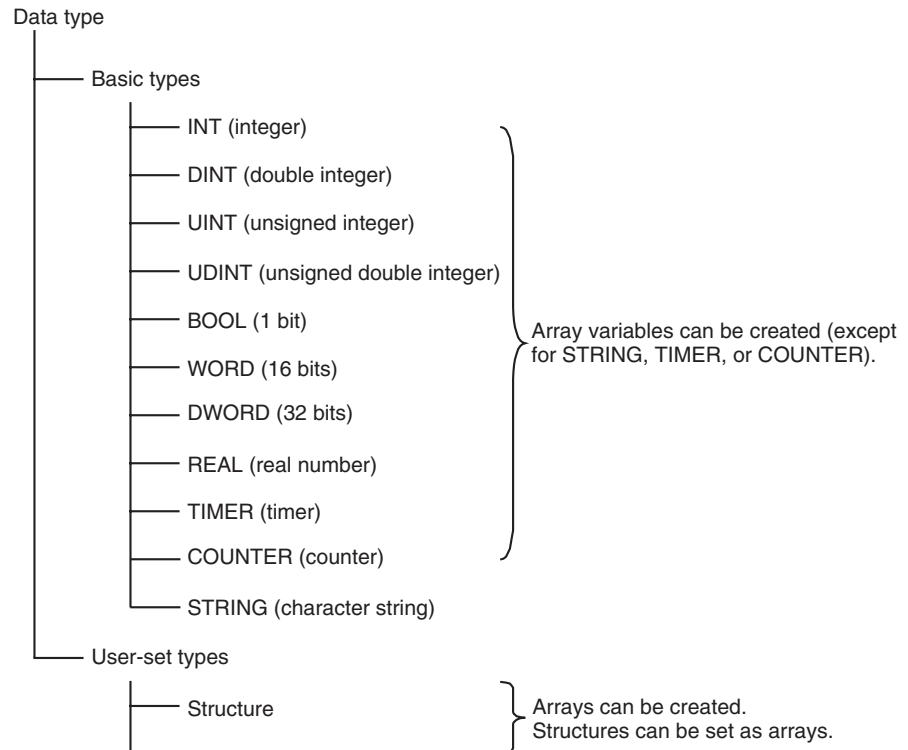 Data type
Basic types
INT (integer)
DINT (double integer)
UINT (unsigned integer)
UDINT (unsigned double integer)
BOOL (1 bit)
WORD (16 bits)
DWORD (32 bits)
REAL (real number)
TIMER (timer)
COUNTER (counter)
STRING (character string)
Array variables can be created (except
for STRING, TIMER, or COUNTER).
User-set types
Structure
Arrays can be created.
Structures can be set as arrays.